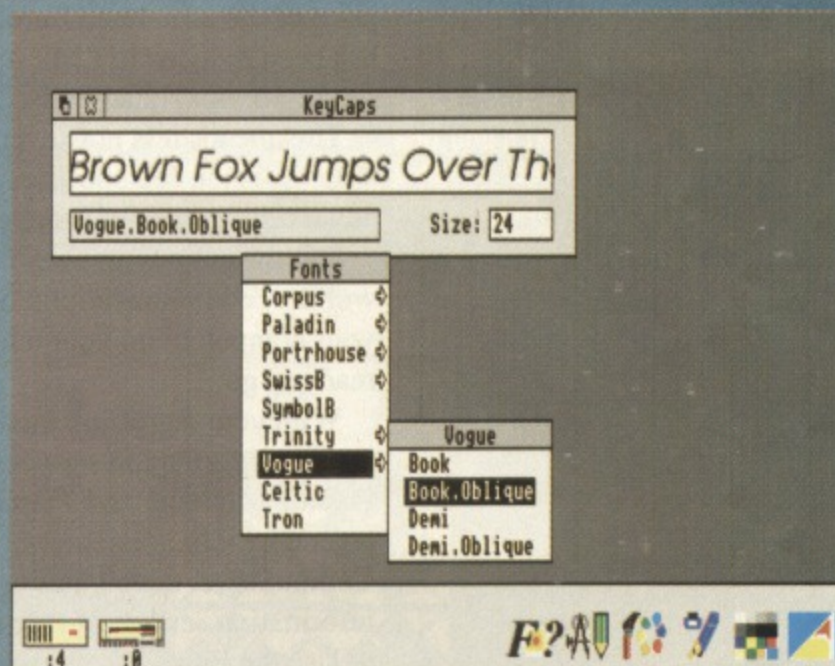 KeyCaps
Brown Fox Jumps Over The
Vogue.Book.Oblique
Size: 24
Fonts
Corpus
Paladin
Portrhouse
SwissB
SymbolB
Trinity
Vogue
Celtic
Tron
Vogue
Book
Book.Oblique
Demi
Demi.Oblique
:4
:0
F?A